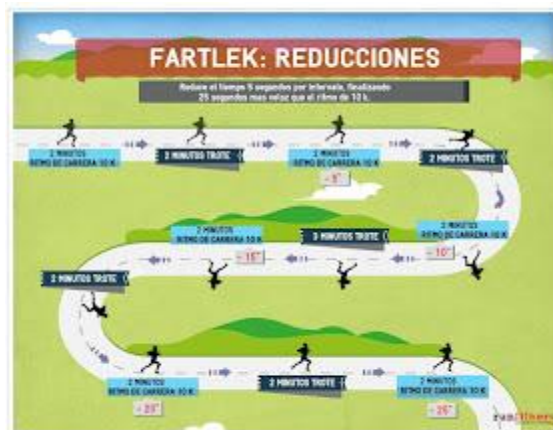 FARTLEK: REDUCCIONES
Reduce el tiempo 5 segundos por intervalo, finalizando
25 segundos mas veloz que el ritmo de 10 k.
2 MINUTOS
RITMO DE CARRERA 10 K
2 MINUTOS TROTE
2 MINUTOS
RITMO DE CARRERA 10 K
- 5"
2 MINUTOS TROTE
2 MINUTOS
RITMO DE CARRERA 10 K
- 10"
3 MINUTOS TROTE
2 MINUTOS
RITMO DE CARRERA 10 K
- 15"
2 MINUTOS TROTE
2 MINUTOS
RITMO DE CARRERA 10 K
- 20"
2 MINUTOS TROTE
2 MINUTOS
RITMO DE CARRERA 10 K
- 25"